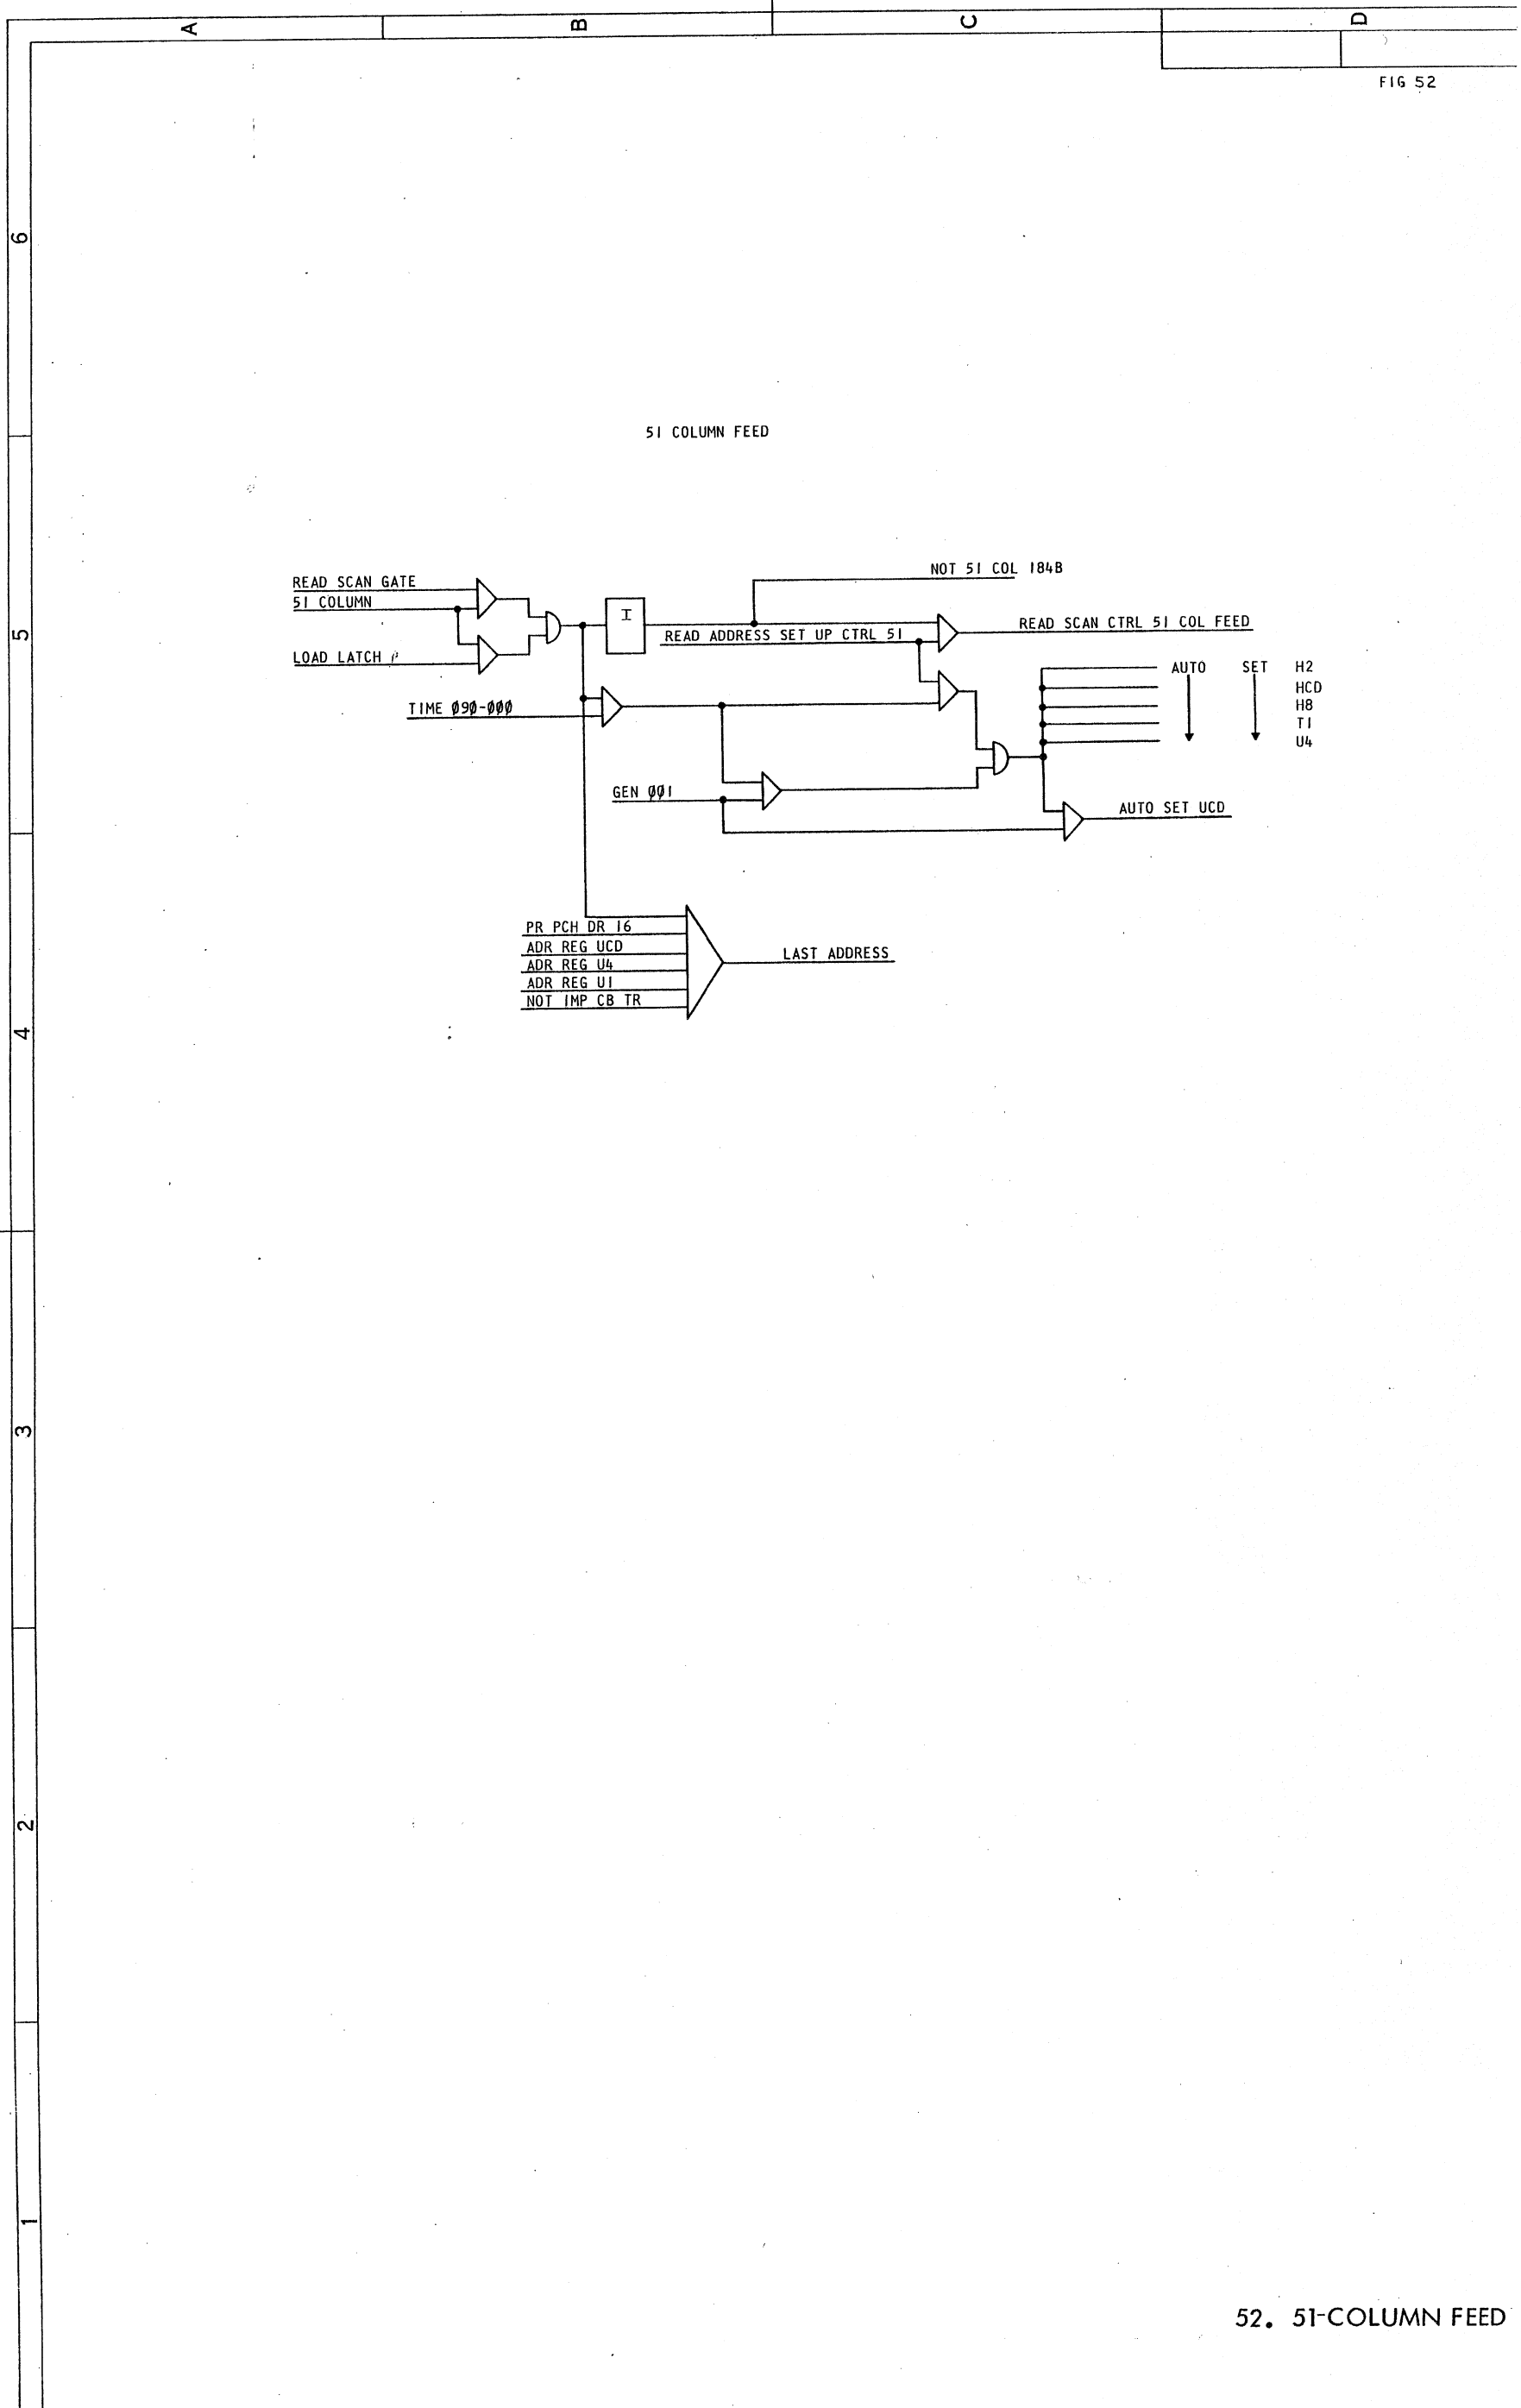 A
B
C
D
FIG 52
6
5
4
3
2
1
51 COLUMN FEED
READ SCAN GATE
51 COLUMN
LOAD LATCH
I
NOT 51 COL 184B
READ ADDRESS SET UP CTRL 51
READ SCAN CTRL 51 COL FEED
TIME Ø9Ø-ØØØ
AUTO SET H2
HCD
H8
T1
U4
GEN ØØ1
AUTO SET UCD
PR PCH DR 16
ADR REG UCD
ADR REG U4
ADR REG U1
NOT IMP CB TR
LAST ADDRESS
52. 51-COLUMN FEED